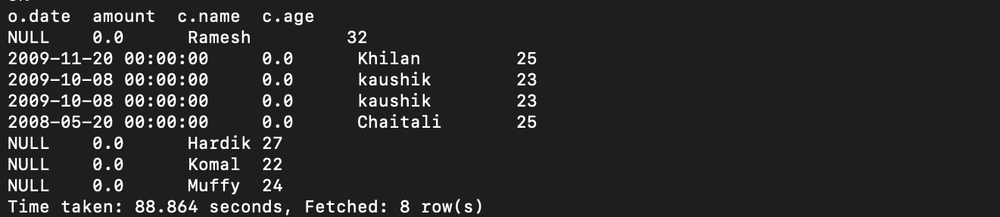 o.date amount c.name c.age
NULL 0.0 Ramesh 32
2009-11-20 00:00:00 0.0 Khilan 25
2009-10-08 00:00:00 0.0 kaushik 23
2009-10-08 00:00:00 0.0 kaushik 23
2008-05-20 00:00:00 0.0 Chaitali 25
NULL 0.0 Hardik 27
NULL 0.0 Komal 22
NULL 0.0 Muffy 24
Time taken: 88.864 seconds, Fetched: 8 row(s)